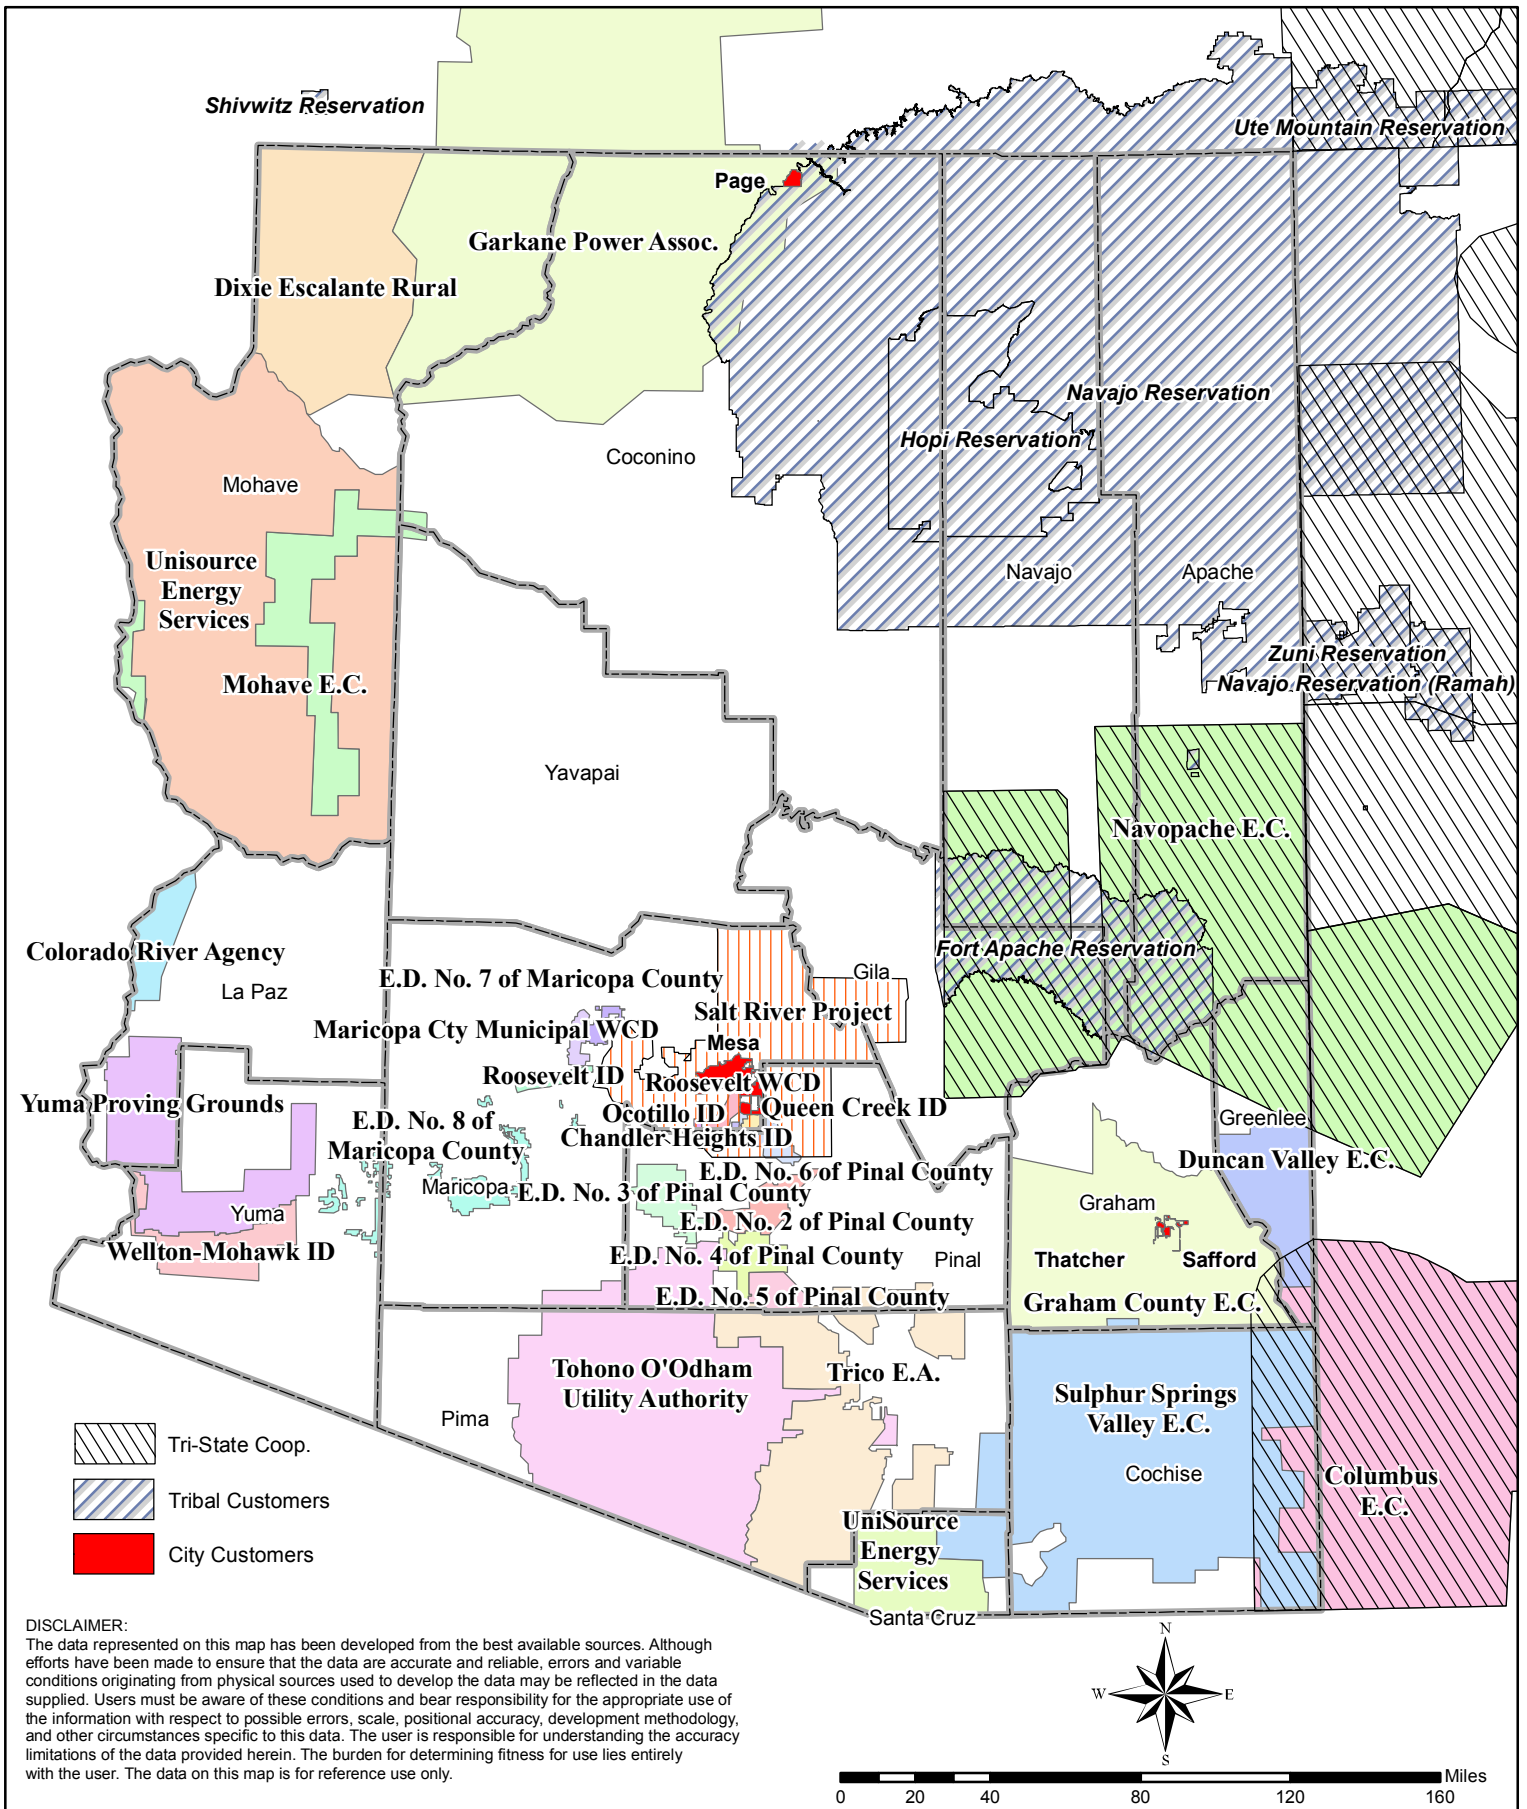 Shivwitz Reservation
Ute Mountain Reservation
Page
Garkane Power Assoc.
Dixie Escalante Rural
Navajo Reservation
Hopi Reservation
Coconino
Mohave
Unisource
Energy
Services
Navajo
Apache
Zuni Reservation
Navajo Reservation (Ramah)
Mohave E.C.
Yavapai
Navopache E.C.
Fort Apache Reservation
Colorado River Agency
La Paz
E.D. No. 7 of Maricopa County
Gila
Salt River Project
Maricopa Cty Municipal WCD
Mesa
Roosevelt ID
Roosevelt WCD
Yuma Proving Grounds
Ocotillo ID
Queen Creek ID
E.D. No. 8 of
Maricopa County
Chandler Heights ID
Greenlee
Duncan Valley E.C.
E.D. No. 6 of Pinal County
Maricopa
E.D. No. 3 of Pinal County
Graham
Yuma
E.D. No. 2 of Pinal County
Wellton-Mohawk ID
E.D. No. 4 of Pinal County
Pinal
Thatcher
Safford
E.D. No. 5 of Pinal County
Graham County E.C.
Tohono O'Odham
Utility Authority
Trico E.A.
Sulphur Springs
Valley E.C.
Pima
Cochise
Columbus
E.C.
UniSource
Energy
Services
Santa Cruz
Tri-State Coop.
Tribal Customers
City Customers
DISCLAIMER:
The data represented on this map has been developed from the best available sources. Although
efforts have been made to ensure that the data are accurate and reliable, errors and variable
conditions originating from physical sources used to develop the data may be reflected in the data
supplied. Users must be aware of these conditions and bear responsibility for the appropriate use of
the information with respect to possible errors, scale, positional accuracy, development methodology,
and other circumstances specific to this data. The user is responsible for understanding the accuracy
limitations of the data provided herein. The burden for determining fitness for use lies entirely
with the user. The data on this map is for reference use only.
N
W E
S
Miles
0 20 40 80 120 160